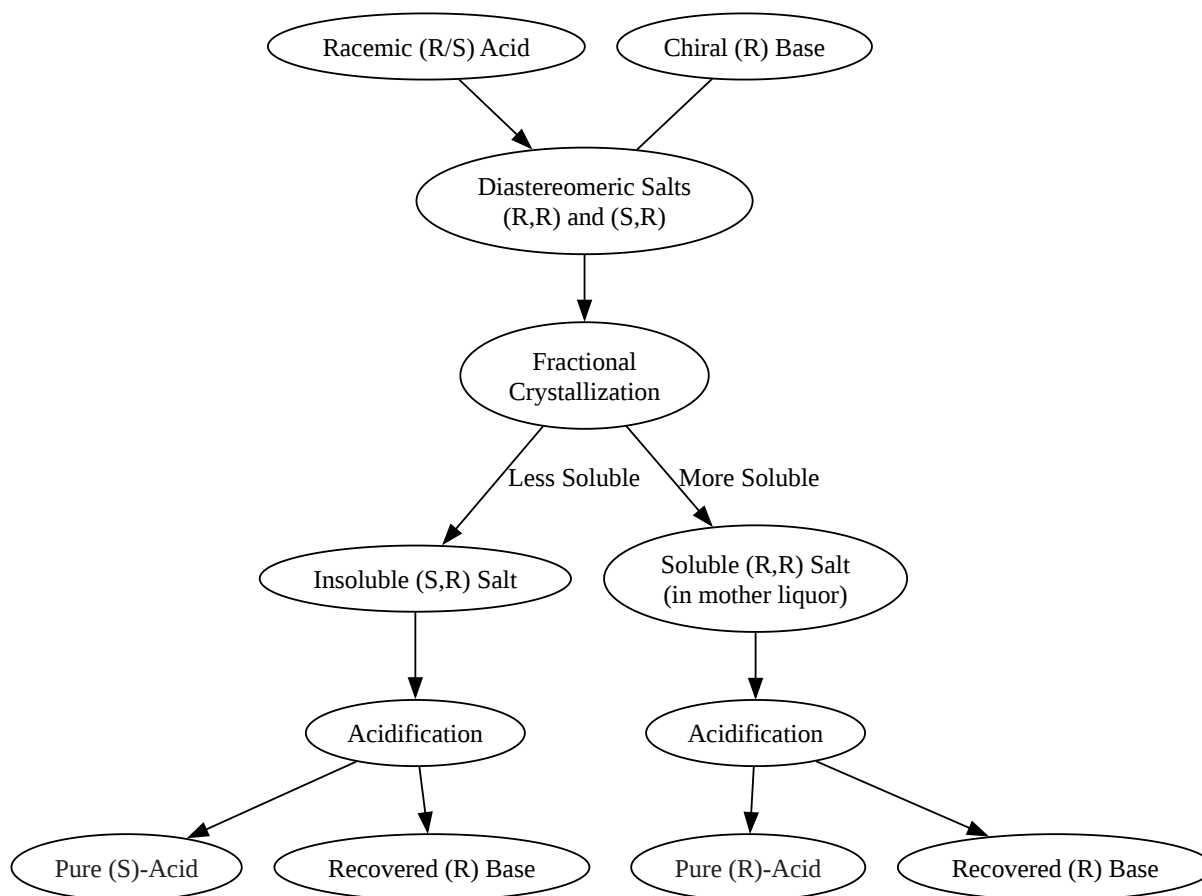 Racemic (R/S) Acid
Chiral (R) Base
Diastereomeric Salts
(R,R) and (S,R)
Fractional
Crystallization
Less Soluble
More Soluble
Insoluble (S,R) Salt
Soluble (R,R) Salt
(in mother liquor)
Acidification
Acidification
Pure (S)-Acid
Recovered (R) Base
Pure (R)-Acid
Recovered (R) Base